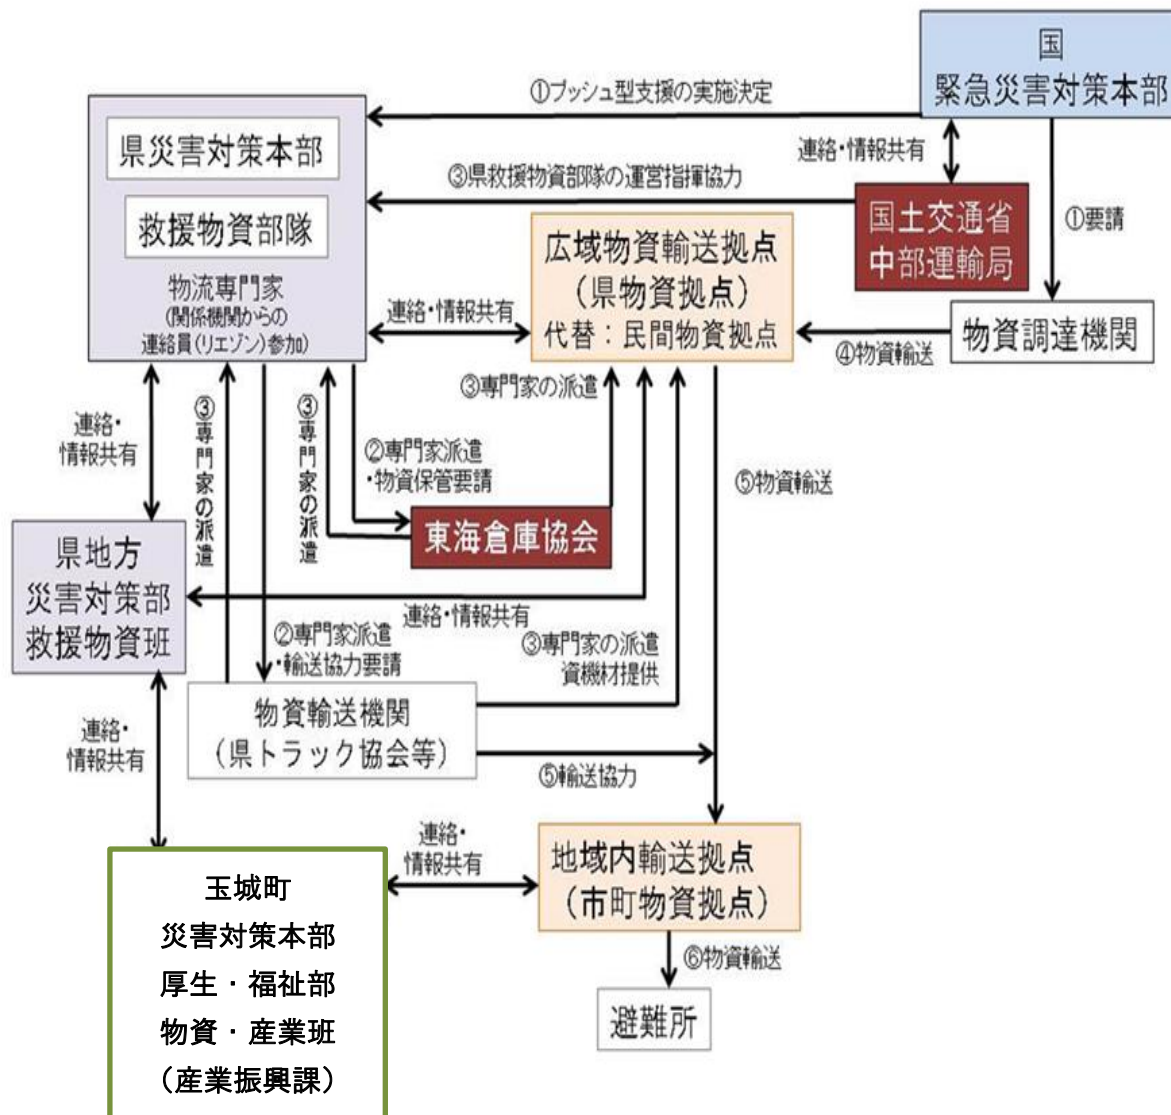 国
緊急災害対策本部
①プッシュ型支援の実施決定
県災害対策本部
救援物資部隊
物流専門家
(関係機関からの
連絡員(リエゾン)参加)
連絡・情報共有
③県救援物資部隊の運営指揮協力
国土交通省
中部運輸局
①要請
広域物資輸送拠点
(県物資拠点)
代替：民間物資拠点
連絡・情報共有
④物資輸送
物資調達機関
③専門家の派遣
連絡・
情報共有
③専門家の派遣
③専門家の派遣
②専門家派遣
・物資保管要請
⑤物資輸送
東海倉庫協会
県地方
災害対策部
救援物資班
連絡・情報共有
②専門家派遣
・輸送協力要請
③専門家の派遣
資機材提供
物資輸送機関
(県トラック協会等)
⑤輸送協力
連絡・
情報共有
連絡・
情報共有
地域内輸送拠点
(市町物資拠点)
玉城町
災害対策本部
厚生・福祉部
物資・産業班
（産業振興課）
⑥物資輸送
避難所